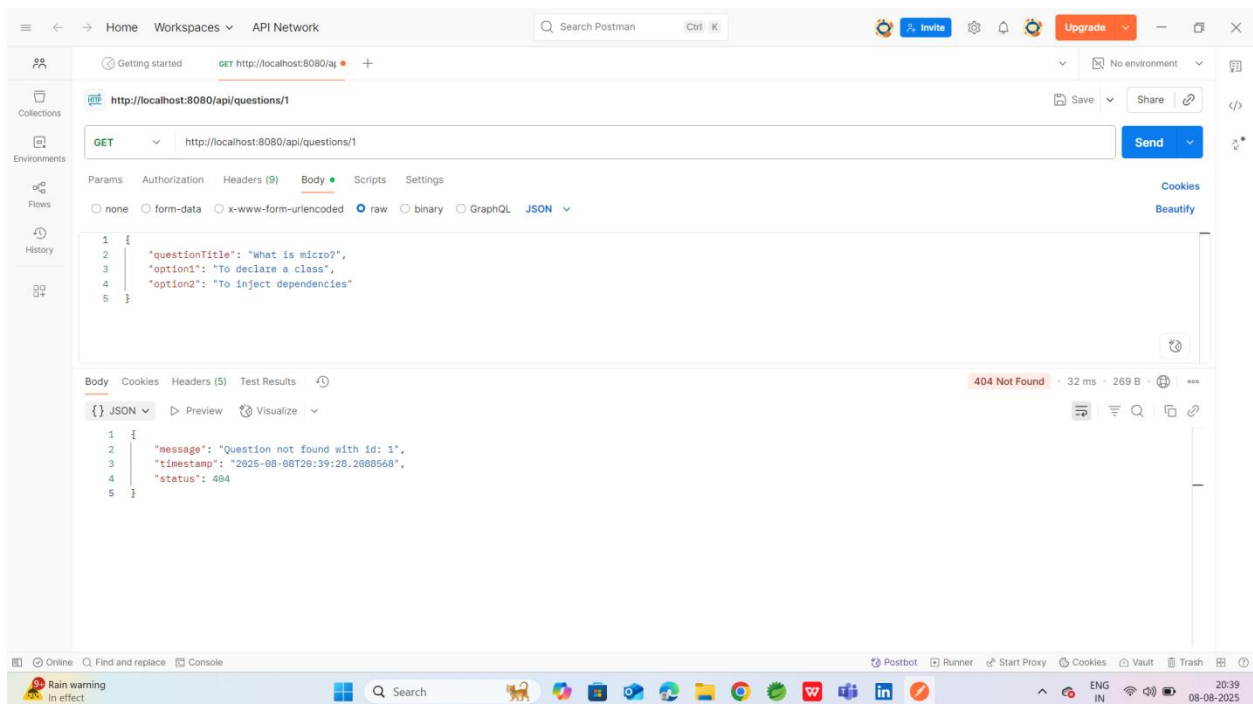 Home Workspaces API Network Search Postman Ctrl K Invite Upgrade
Getting started GET http://localhost:8080/ap No environment
HTTP http://localhost:8080/api/questions/1 Save Share
Collections
GET http://localhost:8080/api/questions/1 Send
Environments
Params Authorization Headers (9) Body Scripts Settings Cookies
Flows
none form-data x-www-form-urlencoded raw binary GraphQL JSON Beautify
History
1 {
2 "questionTitle": "What is micro?",
3 "option1": "To declare a class",
4 "option2": "To inject dependencies"
5 }
Body Cookies Headers (5) Test Results 404 Not Found 32 ms 269 B
{} JSON Preview Visualize
1 {
2 "message": "Question not found with id: 1",
3 "timestamp": "2025-08-08T20:39:28.2088568",
4 "status": 404
5 }
Online Find and replace Console Postbot Runner Start Proxy Cookies Vault Trash
9+ Rain warning
In effect
Search
ENG
IN
20:39
08-08-2025